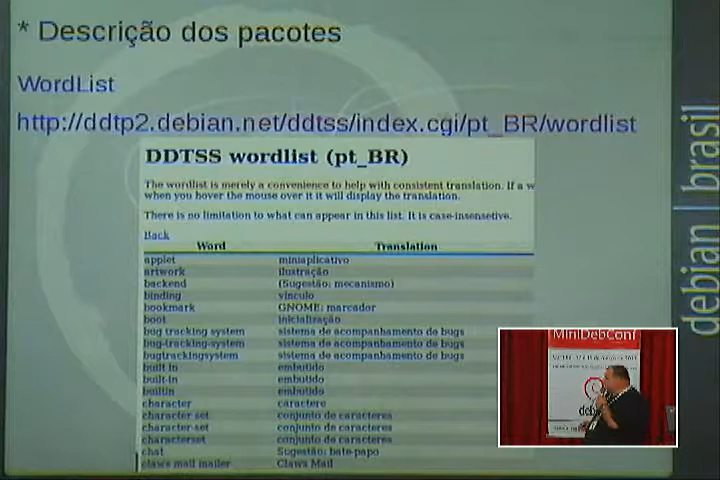 * Descrição dos pacotes
WordList
http://ddtp2.debian.net/ddtss/index.cgi/pt_BR/wordlist
DDTSS wordlist (pt_BR)
The wordlist is merely a convenience to help with consistent translation. If a w
when you hover the mouse over it it will display the translation.
There is no limitation to what can appear in this list. It is case-insensetive.
Back
Word Translation
applet miniaplicativo
artwork ilustração
backend (Sugestão: mecanismo)
binding vínculo
bookmark GNOME: marcador
boot inicialização
bug tracking system sistema de acompanhamento de bugs
bug-tracking-system sistema de acompanhamento de bugs
bugtrackingsystem sistema de acompanhamento de bugs
built in embutido
built-in embutido
builtin embutido
character caractere
character set conjunto de caracteres
character-set conjunto de caracteres
characterset conjunto de caracteres
chat Sugestão: bate-papo
claws mail mailer Claws Mail
debian | brasil
MiniDebConf
deb